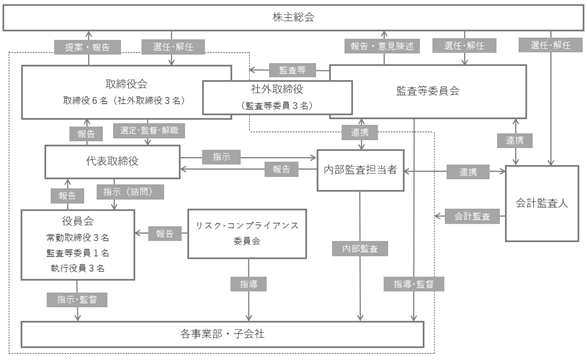 株主総会
提案・報告
選任・解任
報告・意見陳述
選任・解任
選任・解任
監査等
取締役会
取締役6名（社外取締役3名）
社外取締役
（監査等委員3名）
監査等委員会
報告
選定・監督・解職
連携
連携
代表取締役
指示
報告
内部監査担当者
連携
会計監査人
報告
指示（諮問）
役員会
常勤取締役3名
監査等委員1名
執行役員3名
報告
リスク・コンプライアンス
委員会
会計監査
内部監査
指示・監督
指導
指導・監督
各事業部・子会社